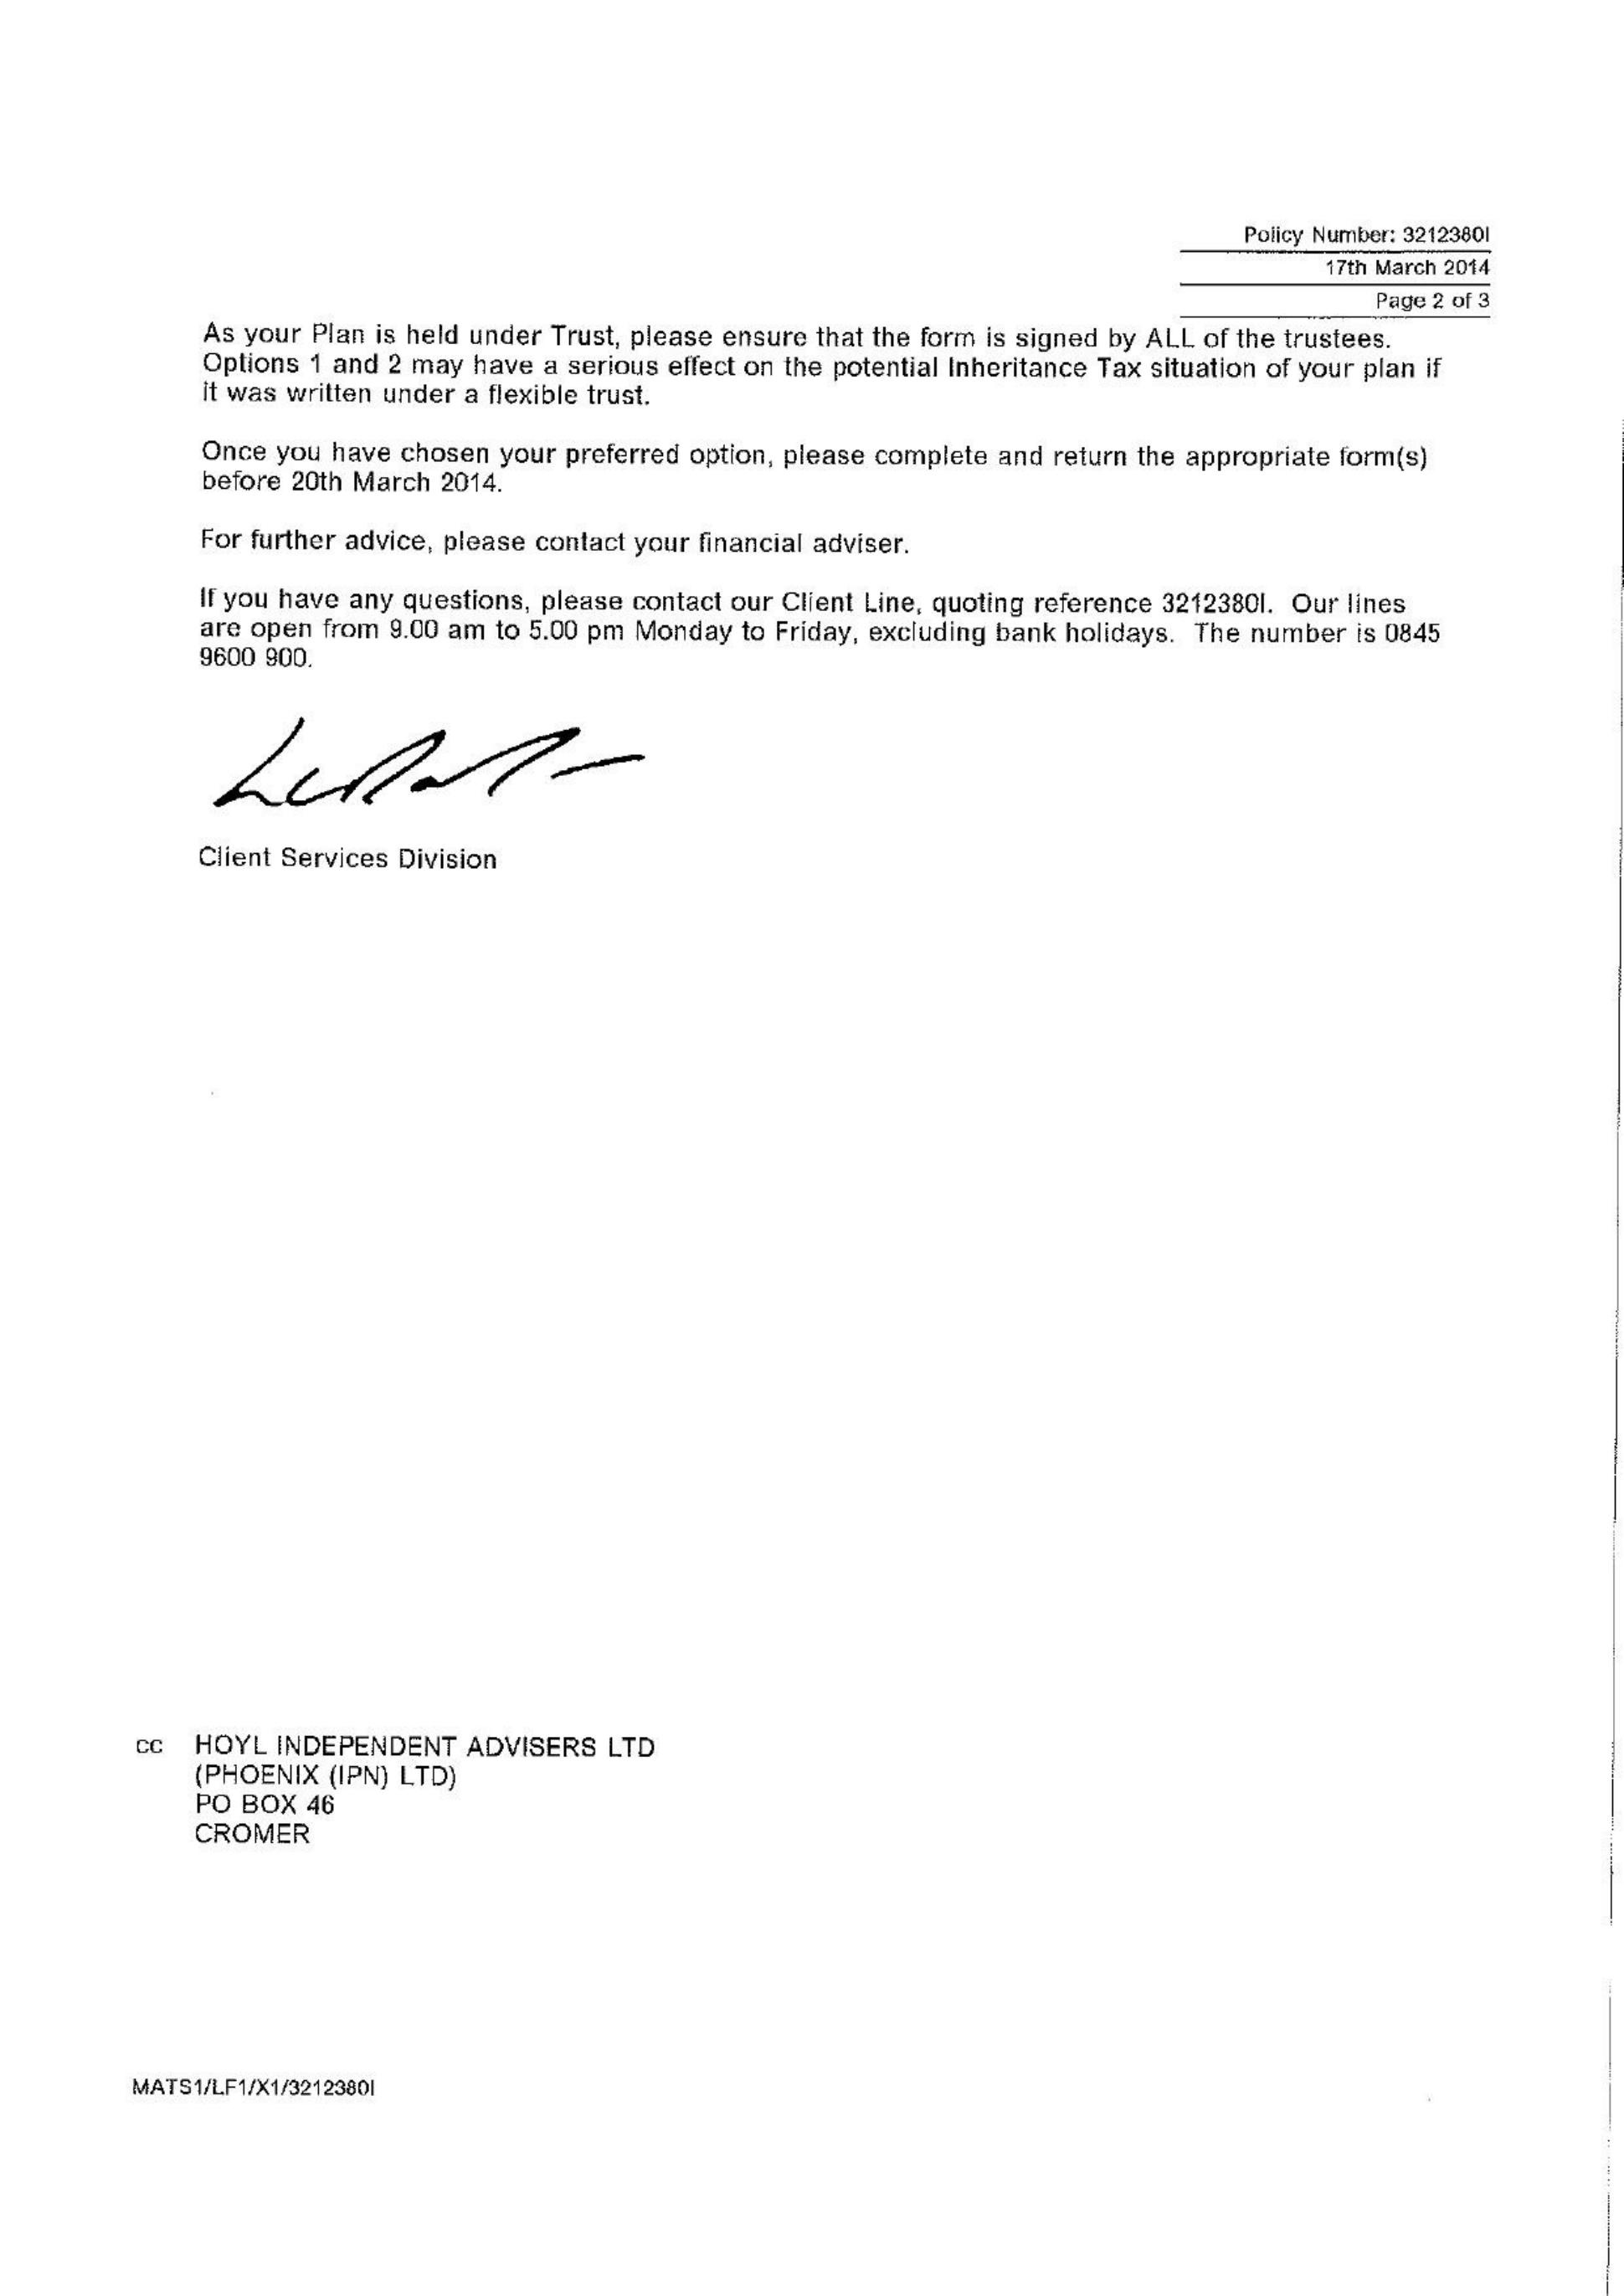 Policy Number: 3212380I
17th March 2014
Page 2 of 3
As your Plan is held under Trust, please ensure that the form is signed by ALL of the trustees.
Options 1 and 2 may have a serious effect on the potential Inheritance Tax situation of your plan if
it was written under a flexible trust.
Once you have chosen your preferred option, please complete and return the appropriate form(s)
before 20th March 2014.
For further advice, please contact your financial adviser.
If you have any questions, please contact our Client Line, quoting reference 3212380I. Our lines
are open from 9.00 am to 5.00 pm Monday to Friday, excluding bank holidays. The number is 0845
9600 900.
Client Services Division
cc HOYL INDEPENDENT ADVISERS LTD
(PHOENIX (IPN) LTD)
PO BOX 46
CROMER
MATS1/LF1/X1/3212380I